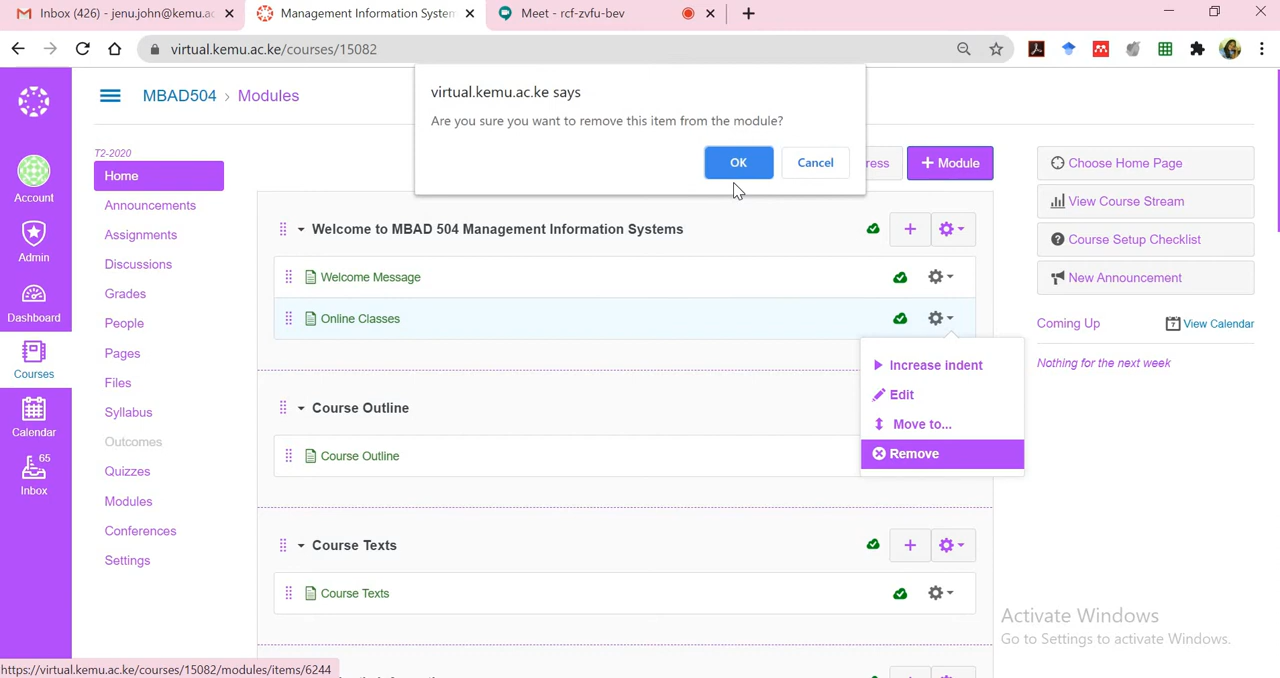 Inbox (426) - jenu.john@kemu.ac
Management Information System
Meet - rcf-zvfu-bev
virtual.kemu.ac.ke/courses/15082
virtual.kemu.ac.ke says
Are you sure you want to remove this item from the module?
OK
Cancel
MBAD504 › Modules
ress
+ Module
T2-2020
Home
Announcements
Assignments
Discussions
Grades
People
Pages
Files
Syllabus
Outcomes
Quizzes
Modules
Conferences
Settings
Account
Admin
Dashboard
Courses
Calendar
65
Inbox
Welcome to MBAD 504 Management Information Systems
Welcome Message
Online Classes
Increase indent
Edit
Move to...
Remove
Course Outline
Course Outline
Course Texts
Course Texts
Choose Home Page
View Course Stream
Course Setup Checklist
New Announcement
Coming Up
7
View Calendar
Nothing for the next week
Activate Windows
Go to Settings to activate Windows.
https://virtual.kemu.ac.ke/courses/15082/modules/items/6244